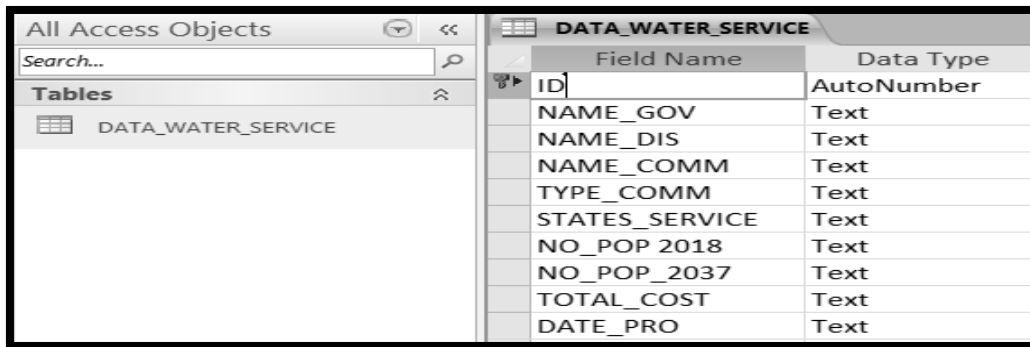 All Access Objects
Search...
Tables
DATA_WATER_SERVICE
DATA_WATER_SERVICE
Field Name Data Type
ID AutoNumber
NAME_GOV Text
NAME_DIS Text
NAME_COMM Text
TYPE_COMM Text
STATES_SERVICE Text
NO_POP 2018 Text
NO_POP_2037 Text
TOTAL_COST Text
DATE_PRO Text